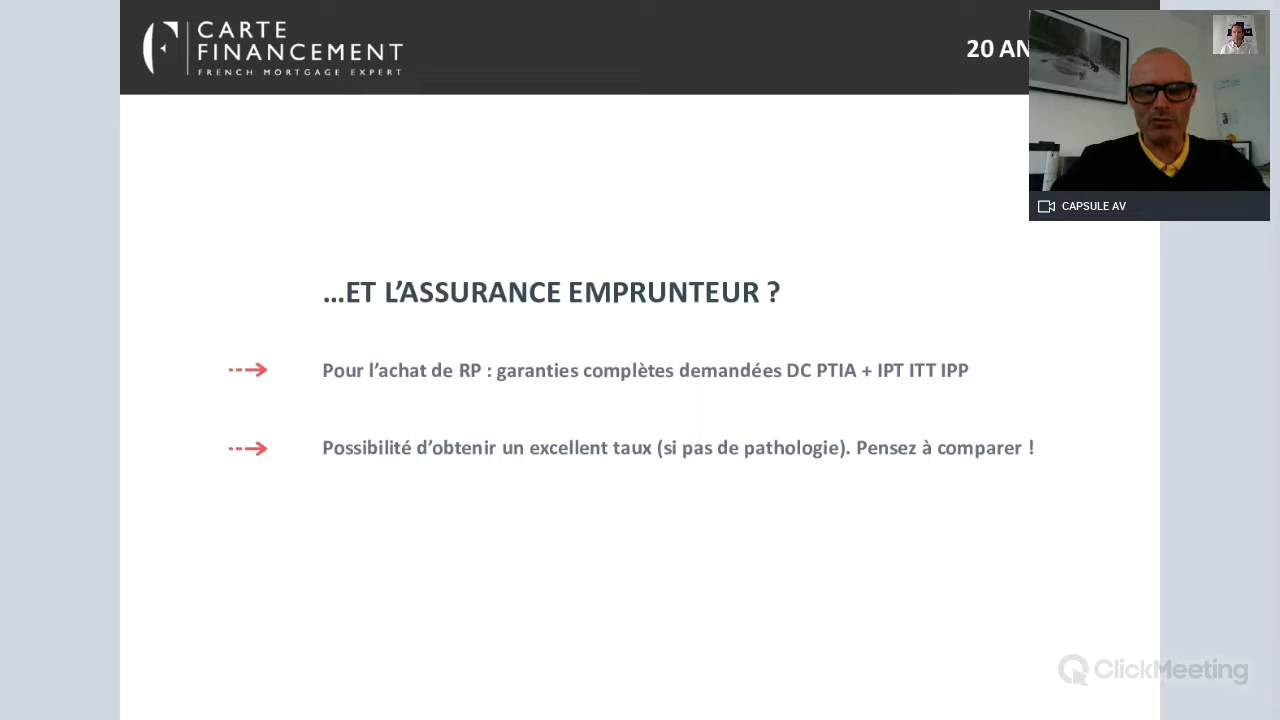 CARTE
FINANCEMENT
FRENCH MORTGAGE EXPERT
20 AN
CAPSULE AV
…ET L’ASSURANCE EMPRUNTEUR ?
Pour l’achat de RP : garanties complètes demandées DC PTIA + IPT ITT IPP
Possibilité d’obtenir un excellent taux (si pas de pathologie). Pensez à comparer !
ClickMeeting